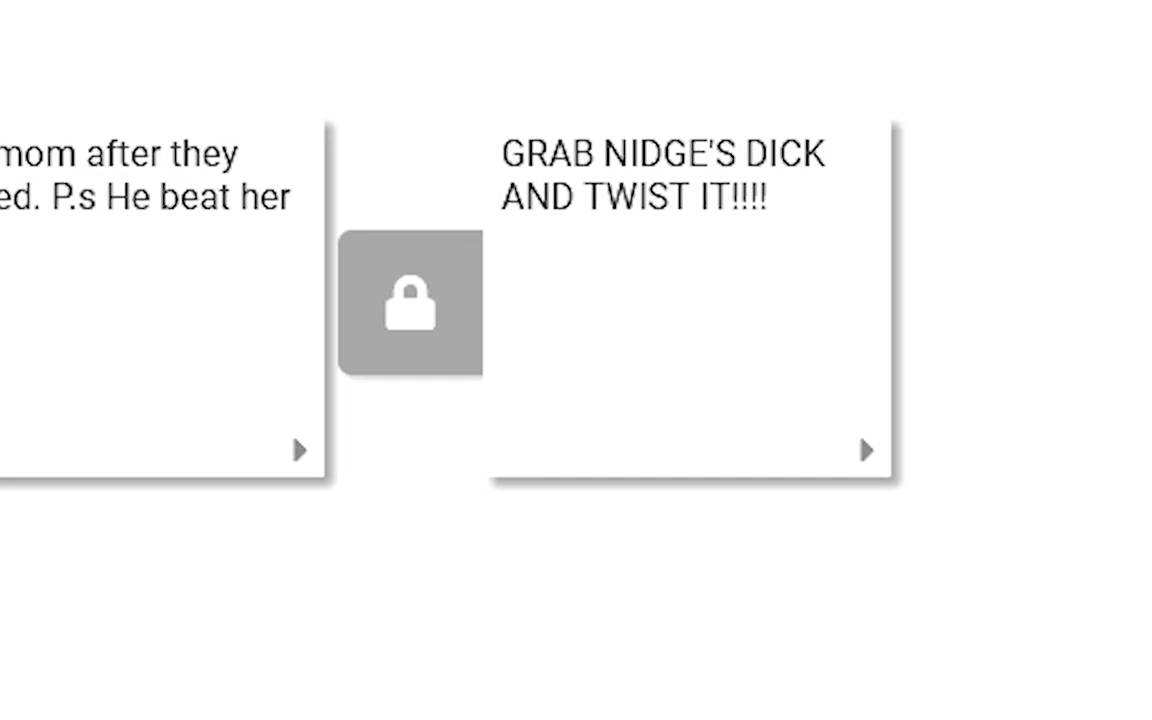 mom after they
ed. P.s He beat her
GRAB NIDGE'S DICK
AND TWIST IT!!!!